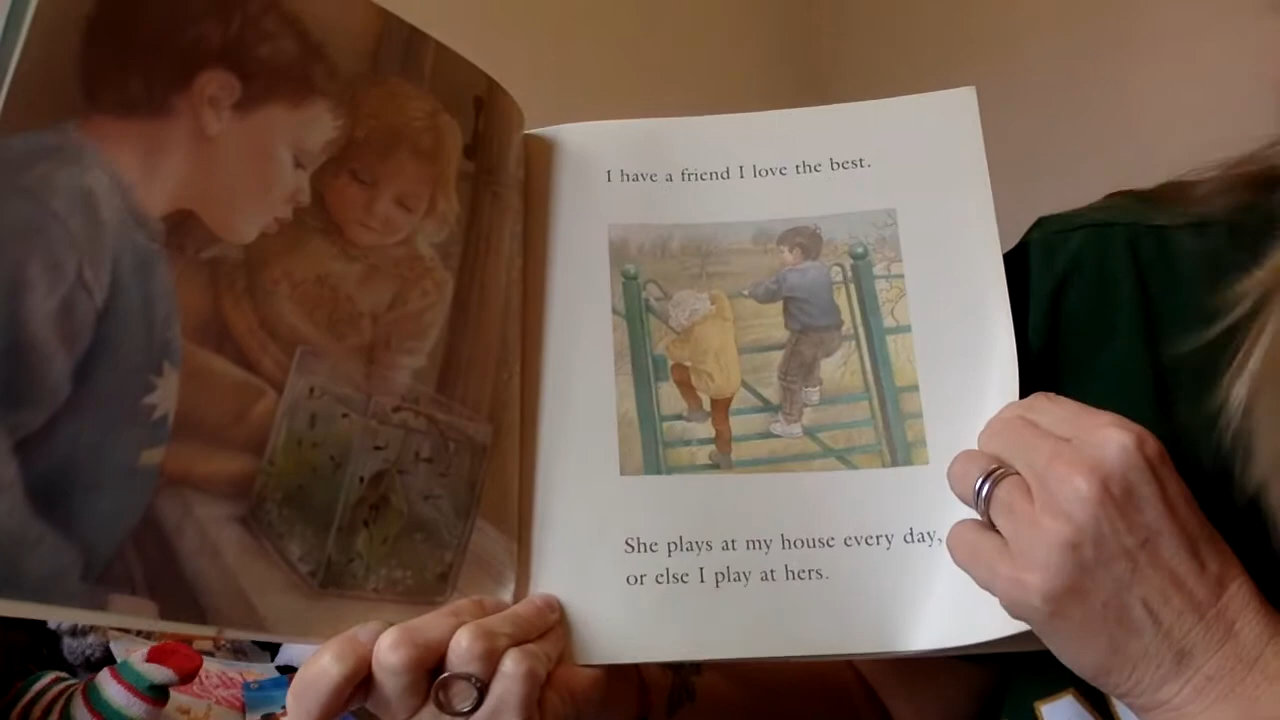 I have a friend I love the best.
She plays at my house every day,
or else I play at hers.